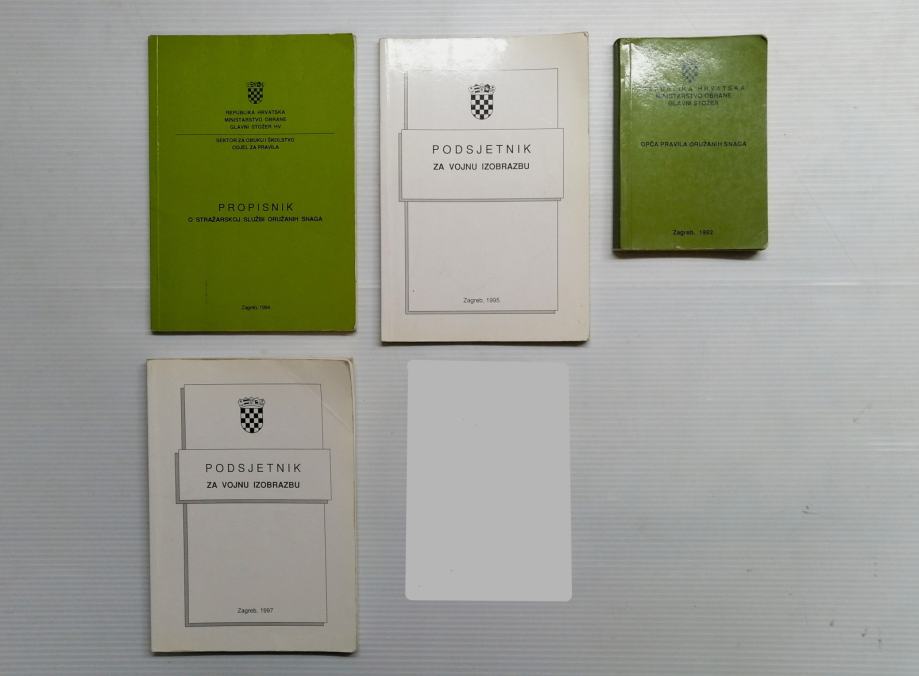 REPUBLIKA HRVATSKA
MINISTARSTVO OBRANE
GLAVNI STOŽER HV
SEKTOR ZA OBUKU I ŠKOLSTVO
ODJEL ZA PRAVILA
PROPISNIK
O STRAŽARSKOJ SLUŽBI ORUŽANIH SNAGA
Zagreb, 1994.
PODSJETNIK
ZA VOJNU IZOBRAZBU
Zagreb, 1995.
REPUBLIKA HRVATSKA
MINISTARSTVO OBRANE
GLAVNI STOŽER
OPĆA PRAVILA ORUŽANIH SNAGA
Zagreb, 1992.
PODSJETNIK
ZA VOJNU IZOBRAZBU
Zagreb, 1997